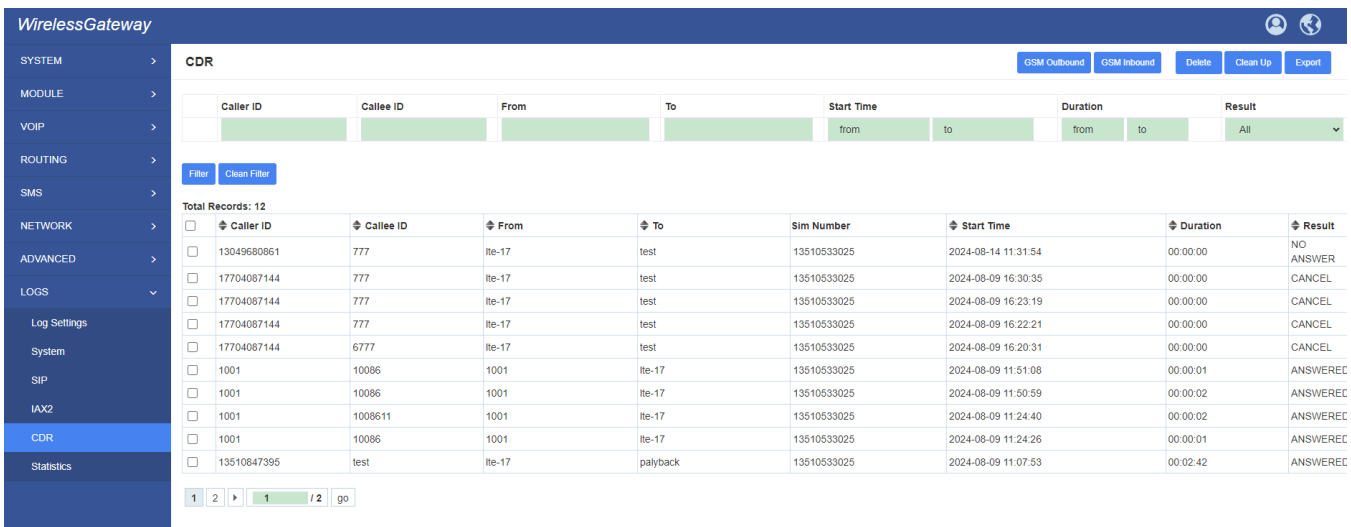 WirelessGateway
SYSTEM
MODULE
VOIP
ROUTING
SMS
NETWORK
ADVANCED
LOGS
Log Settings
System
SIP
IAX2
CDR
Statistics
CDR GSM Outbound GSM Inbound Delete Clean Up Export
Caller ID Callee ID From To Start Time Duration Result
from to from to All
Filter Clean Filter
Total Records: 12
Caller ID Callee ID From To Sim Number Start Time Duration Result
13049680861 777 lte-17 test 13510533025 2024-08-14 11:31:54 00:00:00 NO ANSWER
17704087144 777 lte-17 test 13510533025 2024-08-09 16:30:35 00:00:00 CANCEL
17704087144 777 lte-17 test 13510533025 2024-08-09 16:23:19 00:00:00 CANCEL
17704087144 777 lte-17 test 13510533025 2024-08-09 16:22:21 00:00:00 CANCEL
17704087144 6777 lte-17 test 13510533025 2024-08-09 16:20:31 00:00:00 CANCEL
1001 10086 1001 lte-17 13510533025 2024-08-09 11:51:08 00:00:01 ANSWERED
1001 10086 1001 lte-17 13510533025 2024-08-09 11:50:59 00:00:02 ANSWERED
1001 1008611 1001 lte-17 13510533025 2024-08-09 11:24:40 00:00:02 ANSWERED
1001 10086 1001 lte-17 13510533025 2024-08-09 11:24:26 00:00:01 ANSWERED
13510847395 test lte-17 palyback 13510533025 2024-08-09 11:07:53 00:02:42 ANSWERED
1 2 1 / 2 go